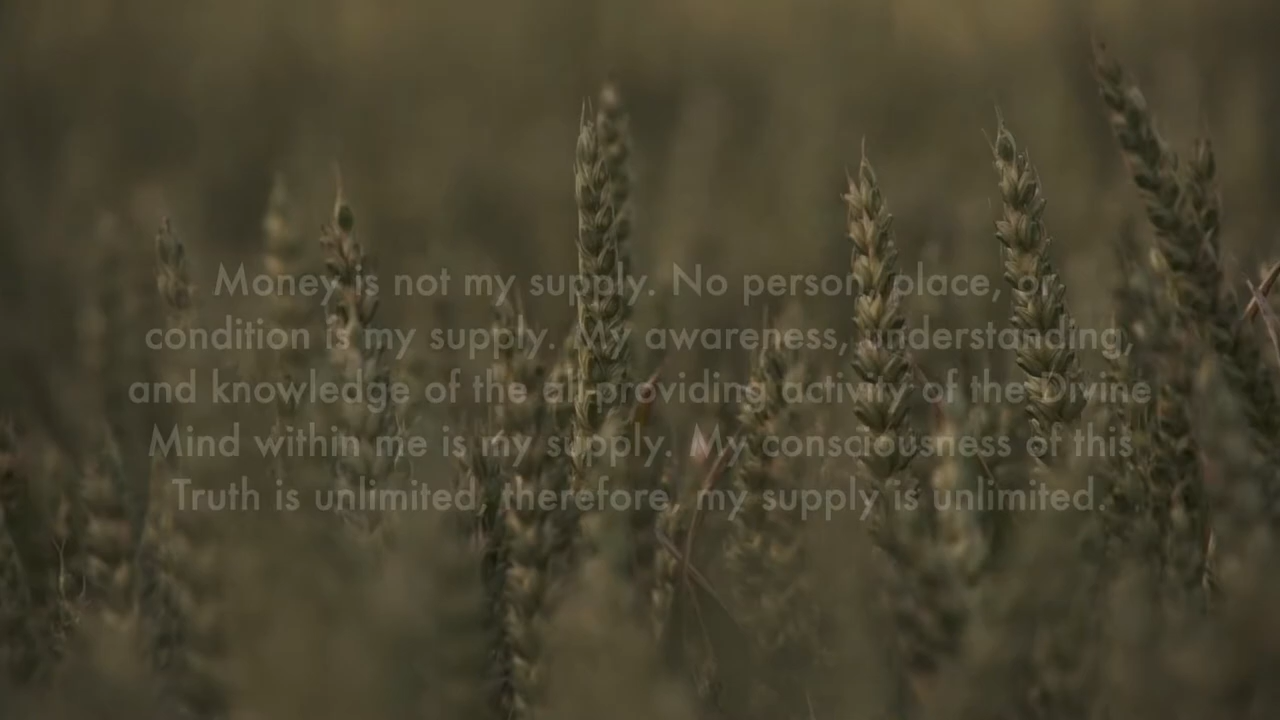 Money is not my supply. No person, place, or
condition is my supply. My awareness, understanding,
and knowledge of the all-providing activity of the divine
Mind within me is my supply. My consciousness of this
Truth is unlimited, therefore, my supply is unlimited.